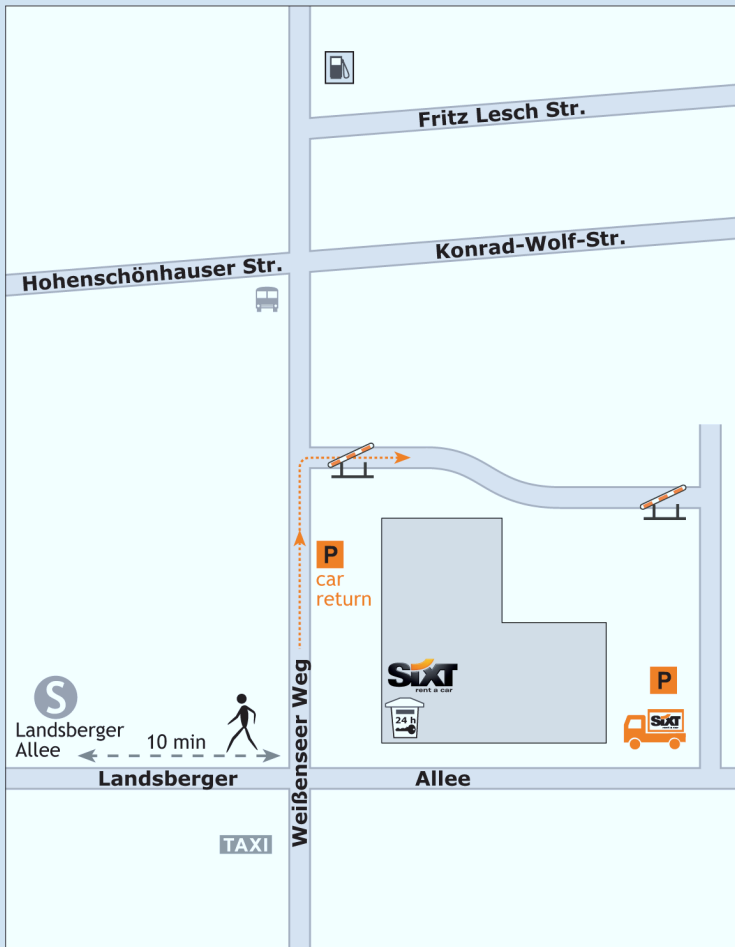 Fritz Lesch Str.
Konrad-Wolf-Str.
Hohenschönhauser Str.
P
car
return
SiXT
rent a car
24 h
P
SiXT
S
Landsberger
Allee
10 min
Weißenseer Weg
Landsberger
Allee
TAXI